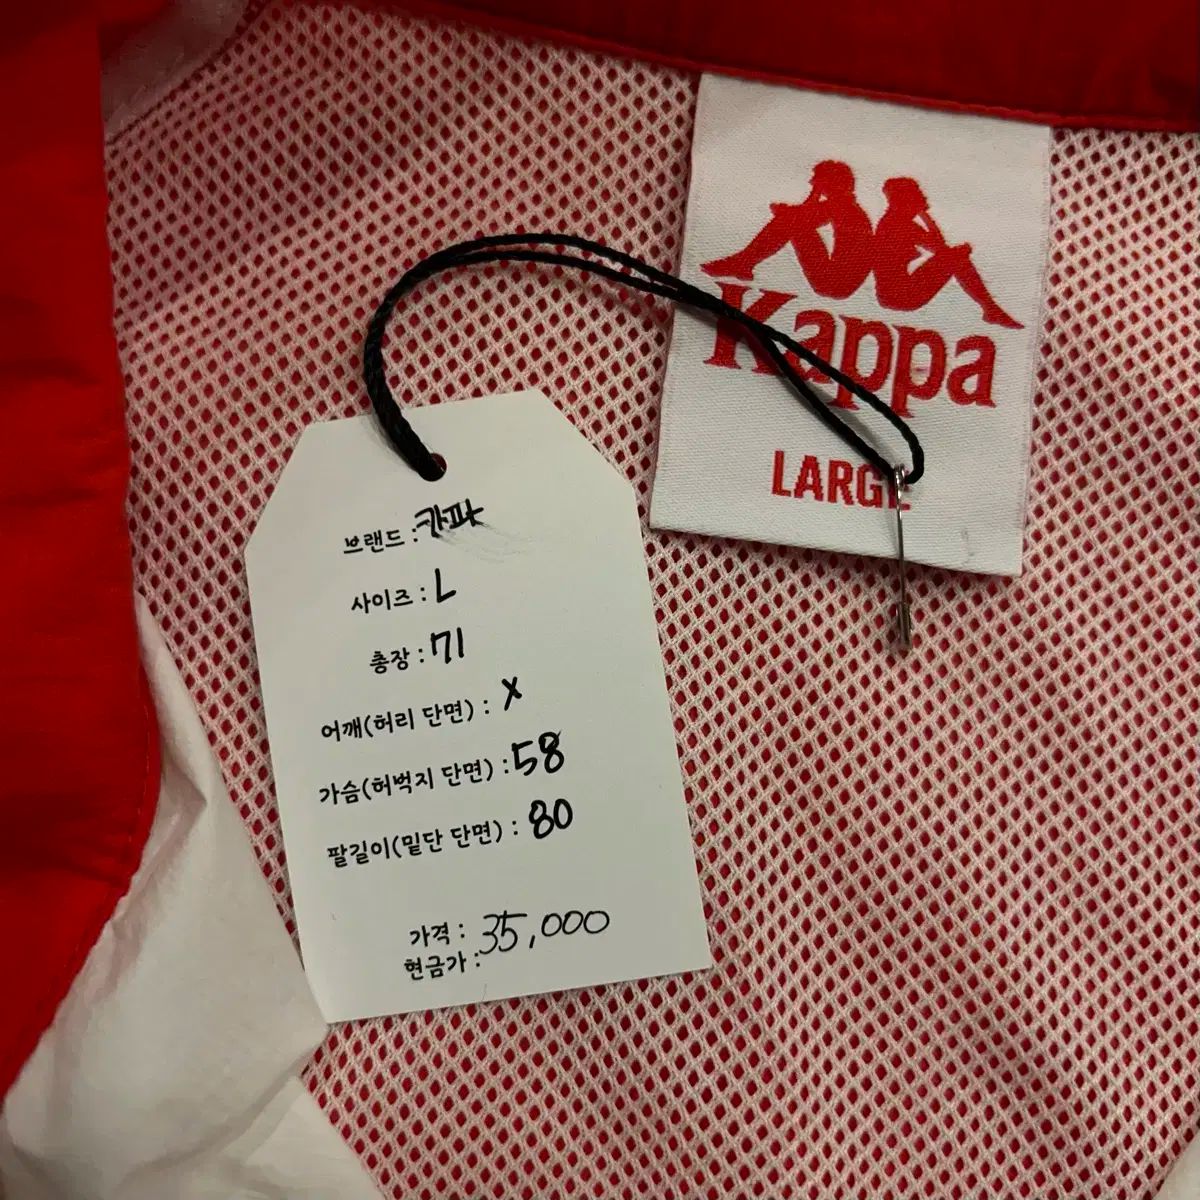 Kappa
LARGE
브랜드 : 카파
사이즈 : L
총장 : 71
어깨(허리 단면) : X
가슴(허벅지 단면) : 58
팔길이(밑단 단면) : 80
가격 : 35,000
현금가 :